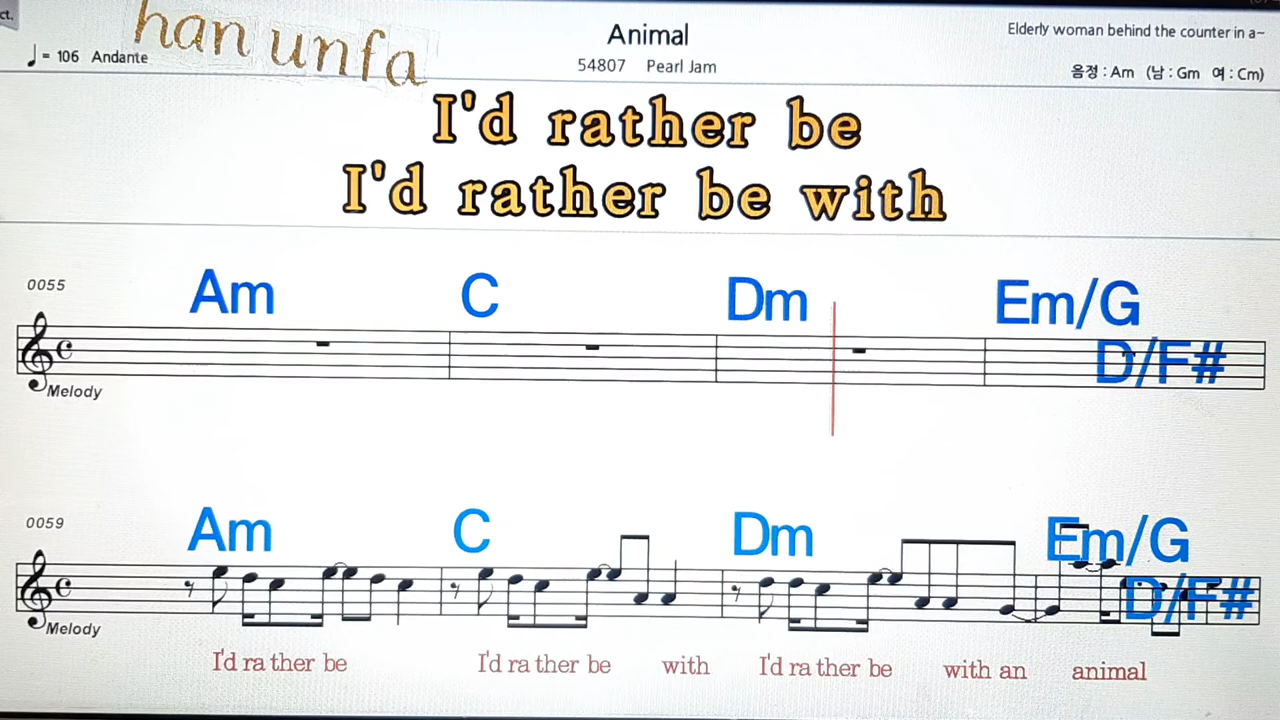 ct.
han unfa
♩ = 106 Andante
Animal
54807 Pearl Jam
Elderly woman behind the counter in a~
음정 : Am (남 : Gm 여 : Cm)
I'd rather be
I'd rather be with
0055
Am C Dm Em/G D/F#
Melody
0059
Am C Dm Em/G D/F#
Melody
I'd ra ther be I'd ra ther be with I'd ra ther be with an animal